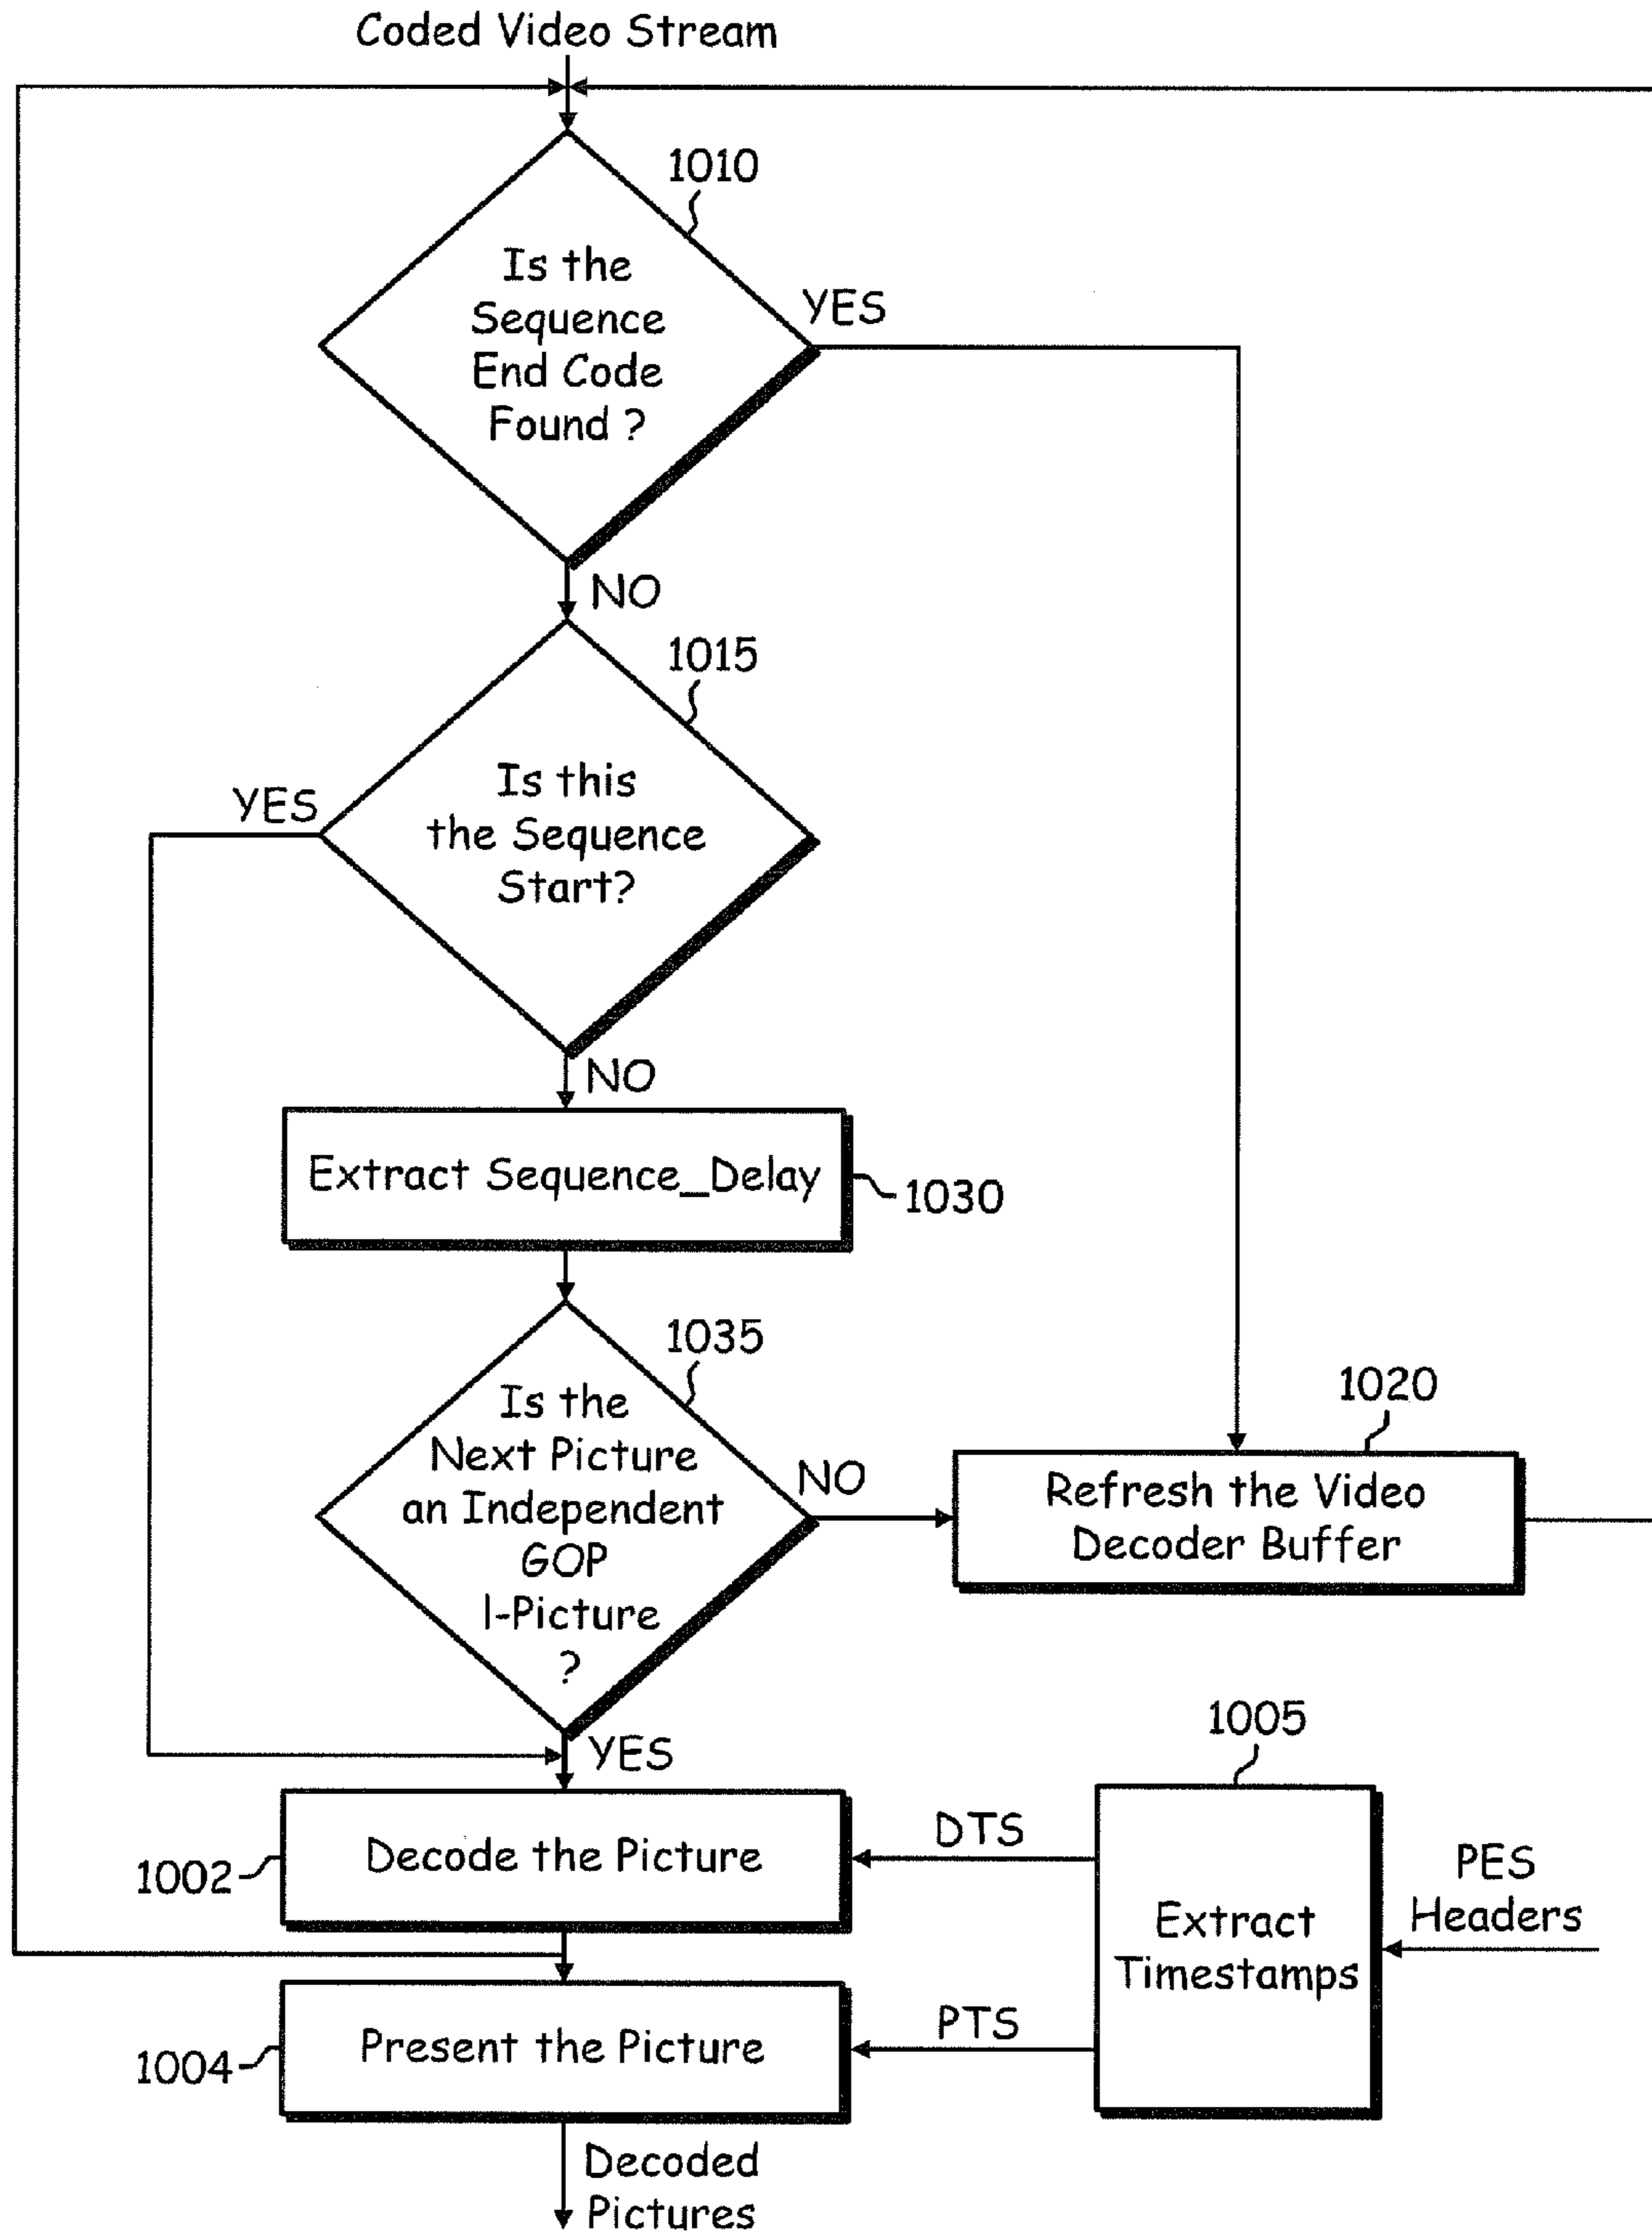 Coded Video Stream
1010
Is the
Sequence
End Code
Found ?
YES
NO
1015
Is this
the Sequence
Start?
YES
NO
Extract Sequence_Delay
1030
1035
Is the
Next Picture
an Independent
GOP
I-Picture
?
NO
1020
Refresh the Video
Decoder Buffer
YES
1005
Decode the Picture
1002
DTS
PES
Headers
Extract
Timestamps
PTS
Present the Picture
1004
Decoded
Pictures